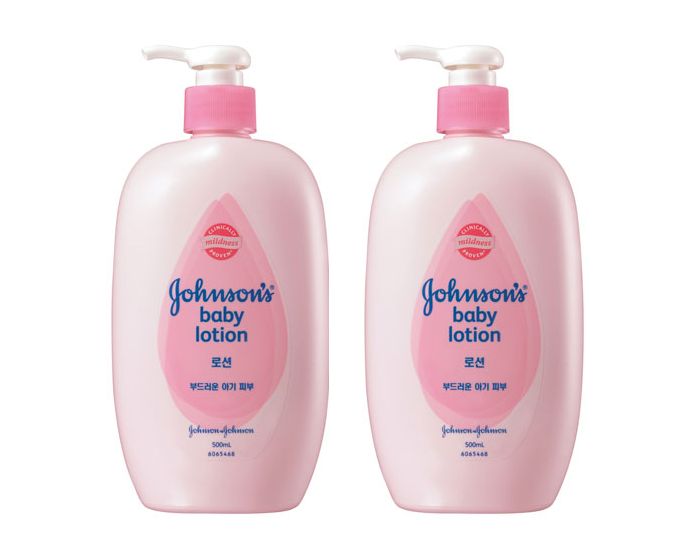 CLINICALLY
mildness
PROVEN
Johnson's®
baby
lotion
로션
부드러운 아기 피부
Johnson & Johnson
500mL
6065468
CLINICALLY
mildness
PROVEN
Johnson's®
baby
lotion
로션
부드러운 아기 피부
Johnson & Johnson
500mL
6065468